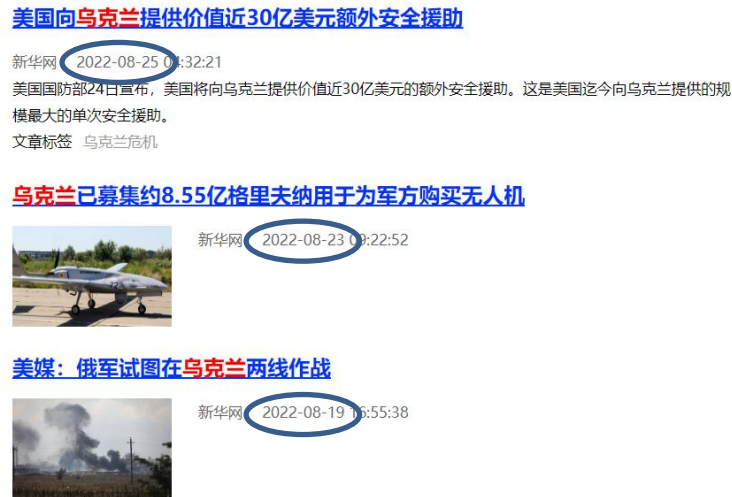 美国向乌克兰提供价值近30亿美元额外安全援助
新华网 2022-08-25 04:32:21
美国国防部24日宣布，美国将向乌克兰提供价值近30亿美元的额外安全援助。这是美国迄今向乌克兰提供的规
模最大的单次安全援助。
文章标签 乌克兰危机
乌克兰已募集约8.55亿格里夫纳用于为军方购买无人机
新华网 2022-08-23 09:22:52
美媒：俄军试图在乌克兰两线作战
新华网 2022-08-19 16:55:38